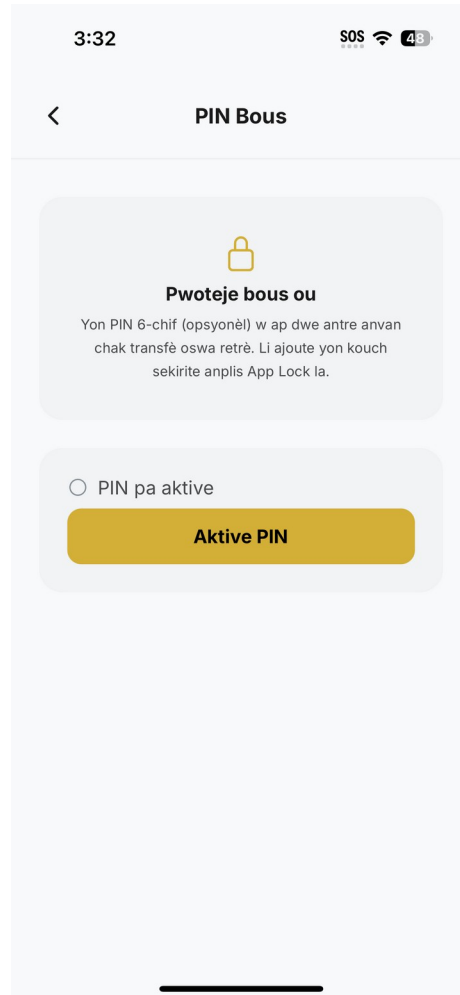 3:32
SOS
48
PIN Bous
Pwoteje bous ou
Yon PIN 6-chif (opsyonèl) w ap dwe antre anvan
chak transfè oswa retrè. Li ajoute yon kouch
sekirite anplis App Lock la.
PIN pa aktive
Aktive PIN